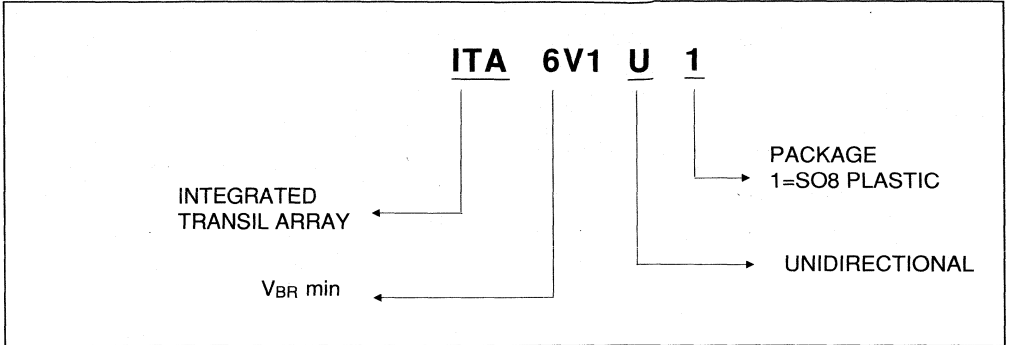 ITA 6V1 U 1
PACKAGE
1=SO8 PLASTIC
INTEGRATED
TRANSIL ARRAY
UNIDIRECTIONAL
VBR min